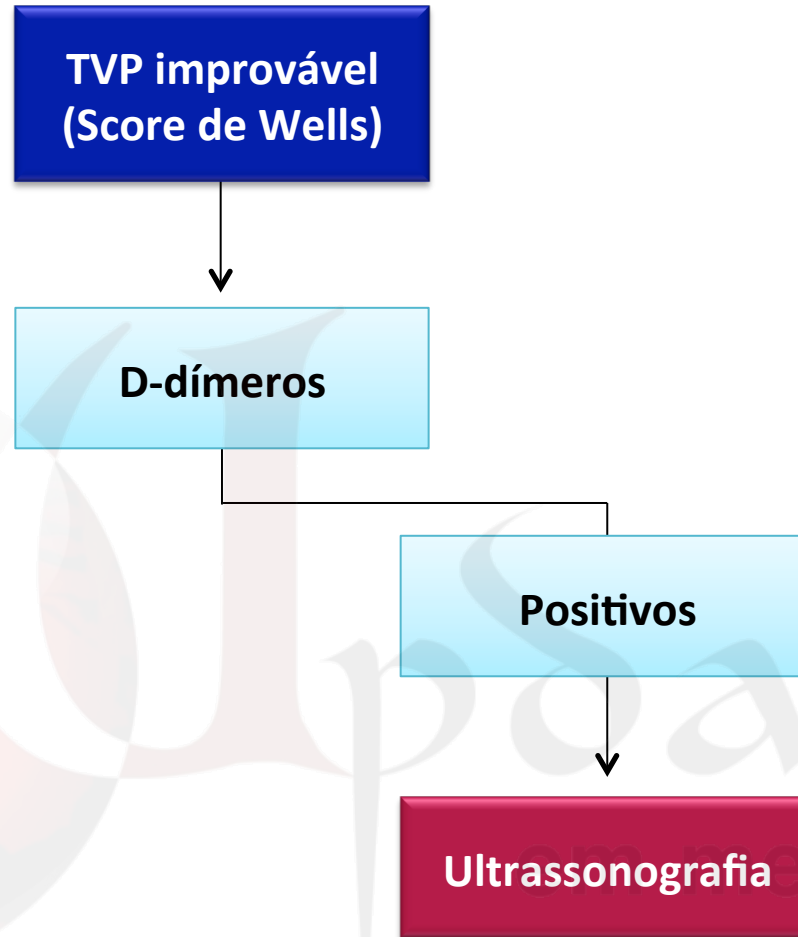 TVP improvável
(Score de Wells)
D-dímeros
Positivos
Ultrassonografia